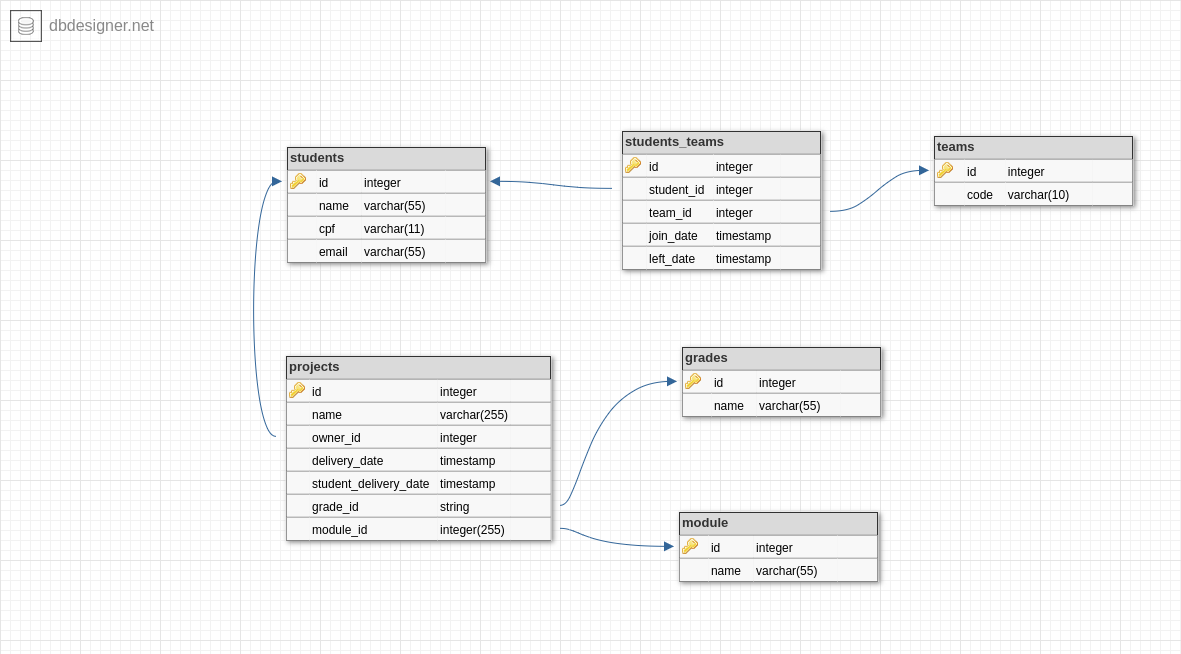 dbdesigner.net
students
id integer
name varchar(55)
cpf varchar(11)
email varchar(55)
students_teams
id integer
student_id integer
team_id integer
join_date timestamp
left_date timestamp
teams
id integer
code varchar(10)
projects
id integer
name varchar(255)
owner_id integer
delivery_date timestamp
student_delivery_date timestamp
grade_id string
module_id integer(255)
grades
id integer
name varchar(55)
module
id integer
name varchar(55)